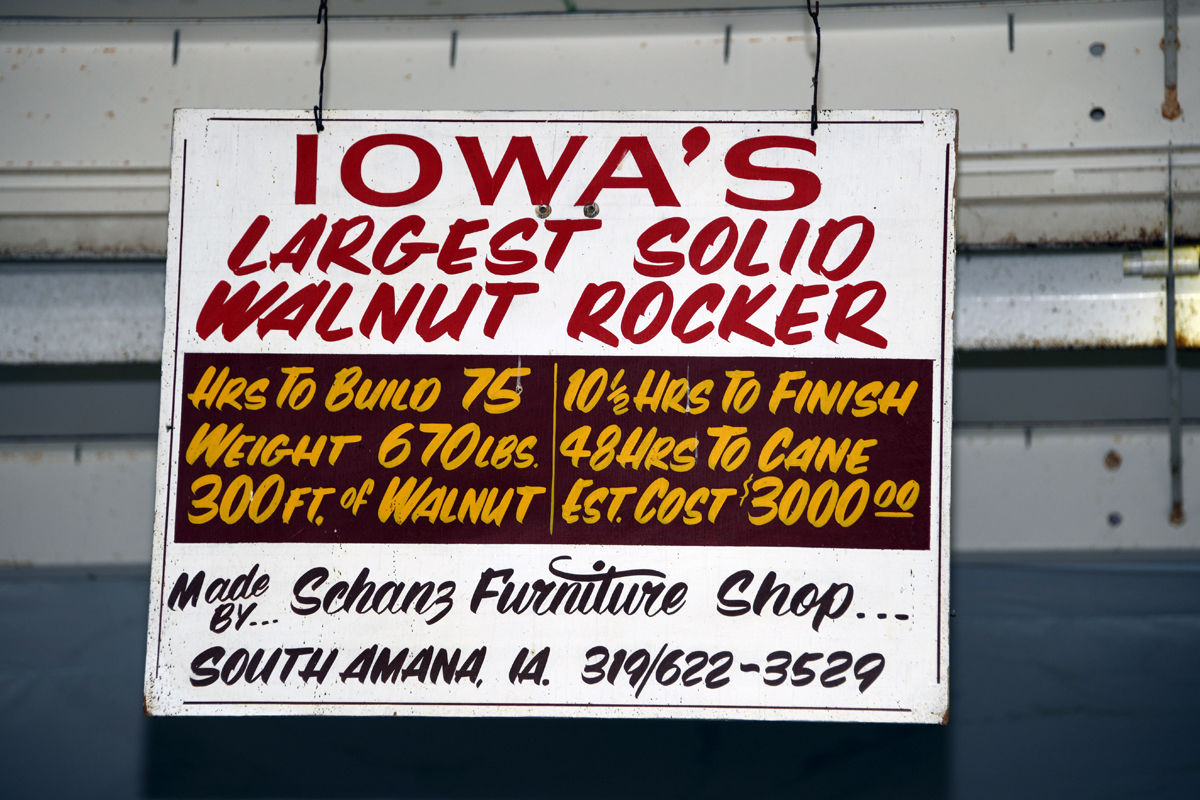 IOWA'S
LARGEST SOLID
WALNUT ROCKER
HRS TO BUILD 75
WEIGHT 670 LBS.
300 FT. of WALNUT
10½ HRS TO FINISH
48 HRS TO CANE
EST. COST $3000 00
Made BY... Schanz Furniture Shop...
SOUTH AMANA, IA. 319/622-3529